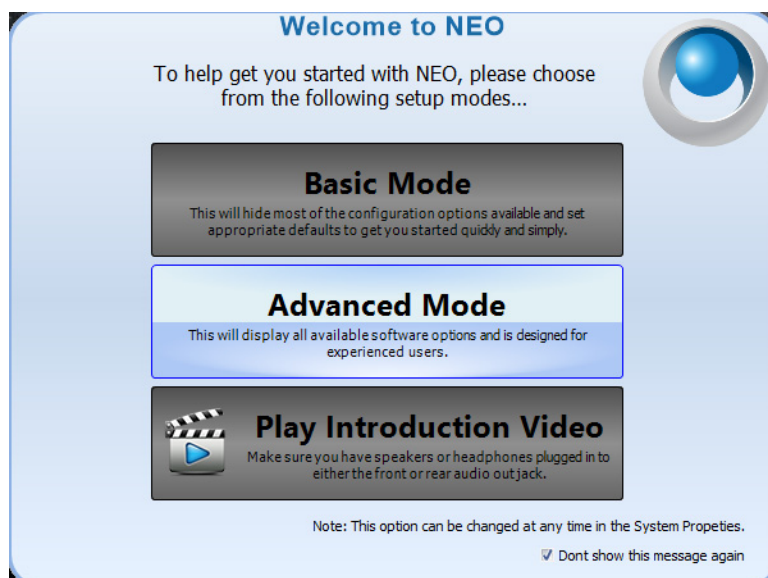 Welcome to NEO
To help get you started with NEO, please choose
from the following setup modes...
Basic Mode
This will hide most of the configuration options available and set
appropriate defaults to get you started quickly and simply.
Advanced Mode
This will display all available software options and is designed for
experienced users.
Play Introduction Video
Make sure you have speakers or headphones plugged in to
either the front or rear audio out jack.
Note: This option can be changed at any time in the System Propeties.
Dont show this message again